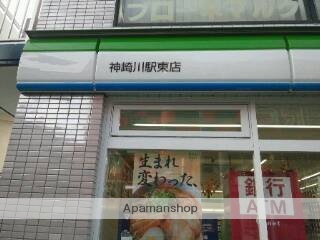 神崎川駅東店
生まれ
変わった、
銀行
ATM
Apamanshop